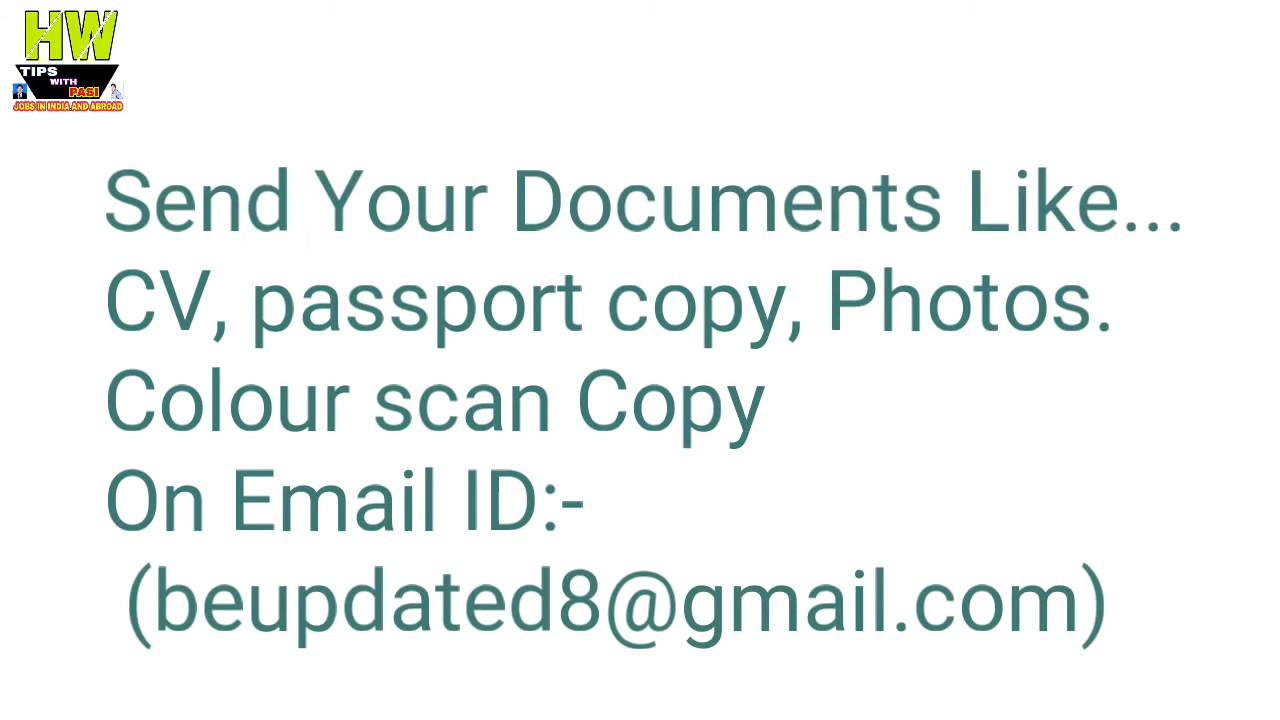 HW
TIPS
WITH
PASI
JOBS IN INDIA AND ABROAD
Send Your Documents Like...
CV, passport copy, Photos.
Colour scan Copy
On Email ID:-
(beupdated8@gmail.com)